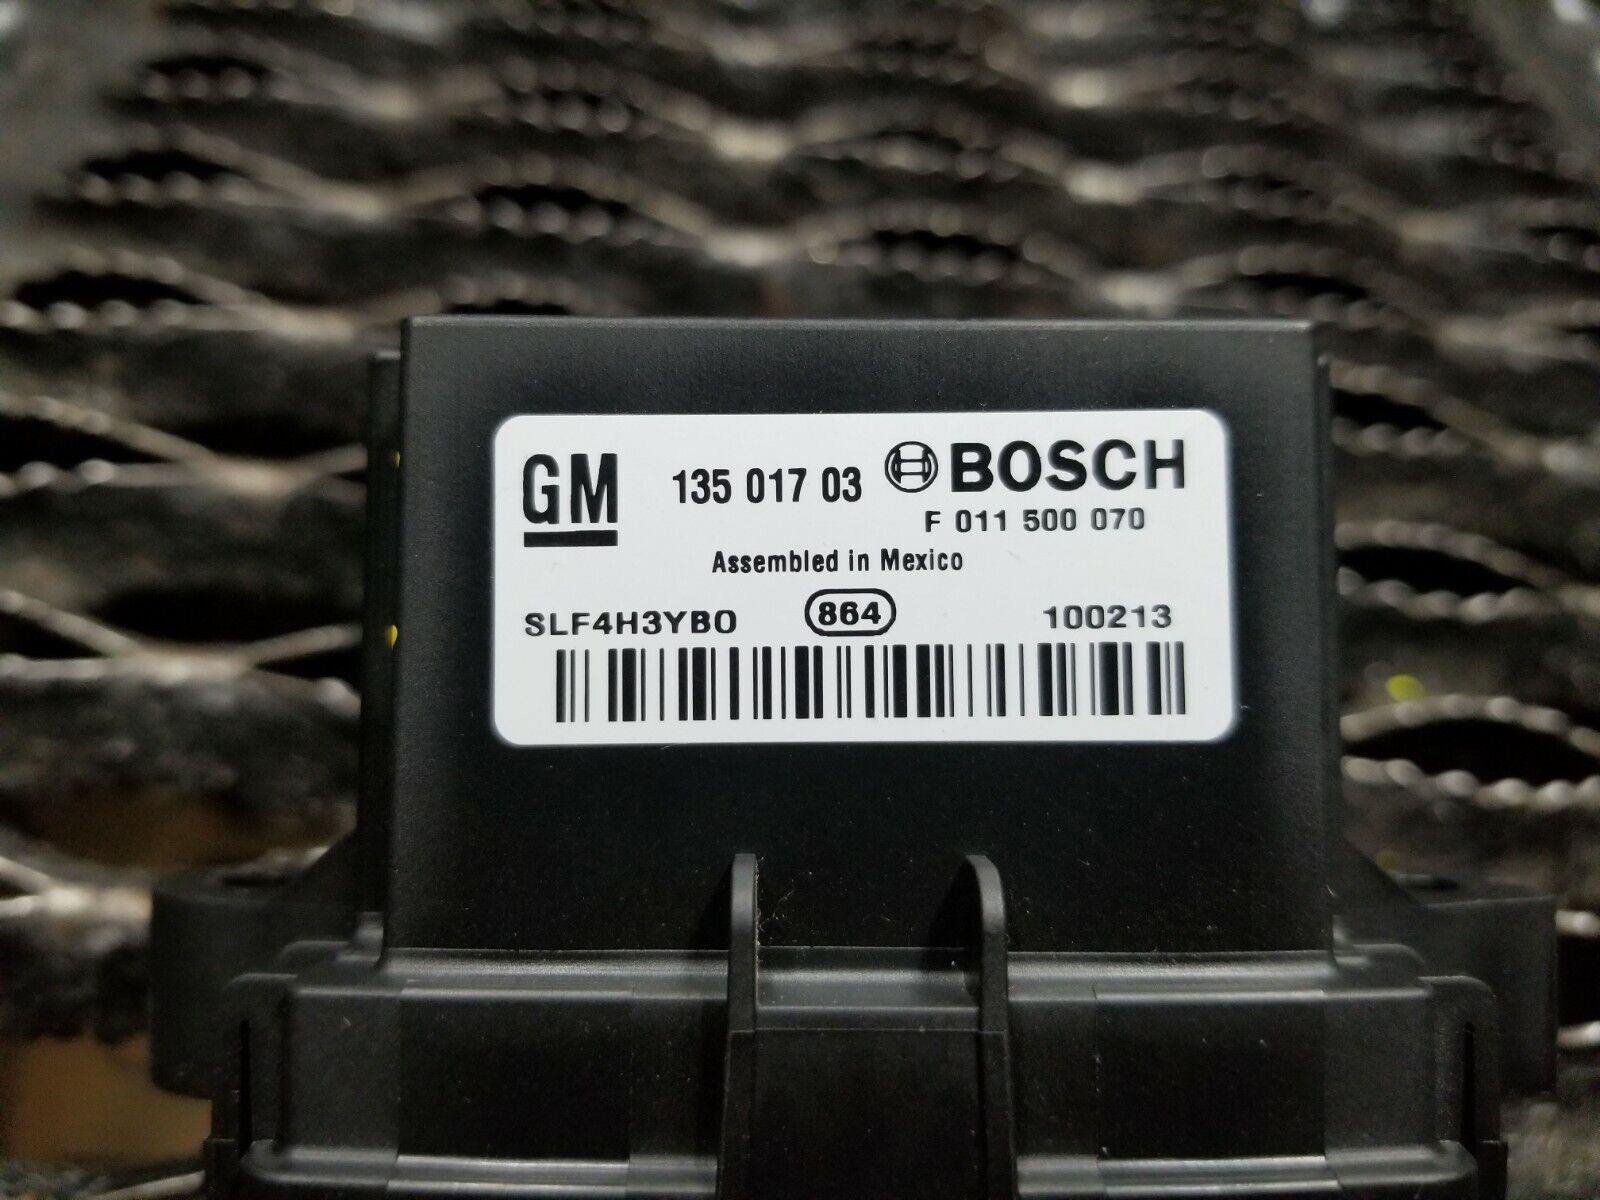 GM 135 017 03 BOSCH
F 011 500 070
Assembled in Mexico
SLF4H3YB0 864 100213